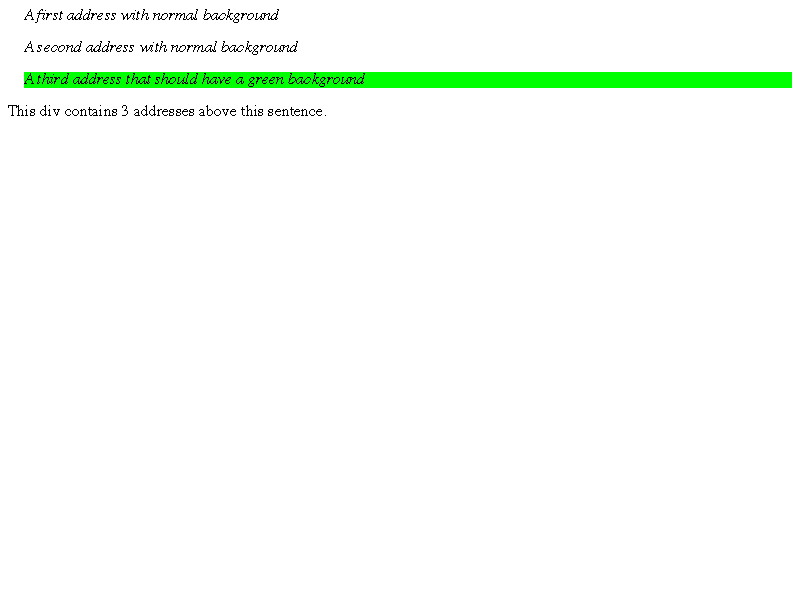 A first address with normal background
A second address with normal background
A third address that should have a green background
This div contains 3 addresses above this sentence.